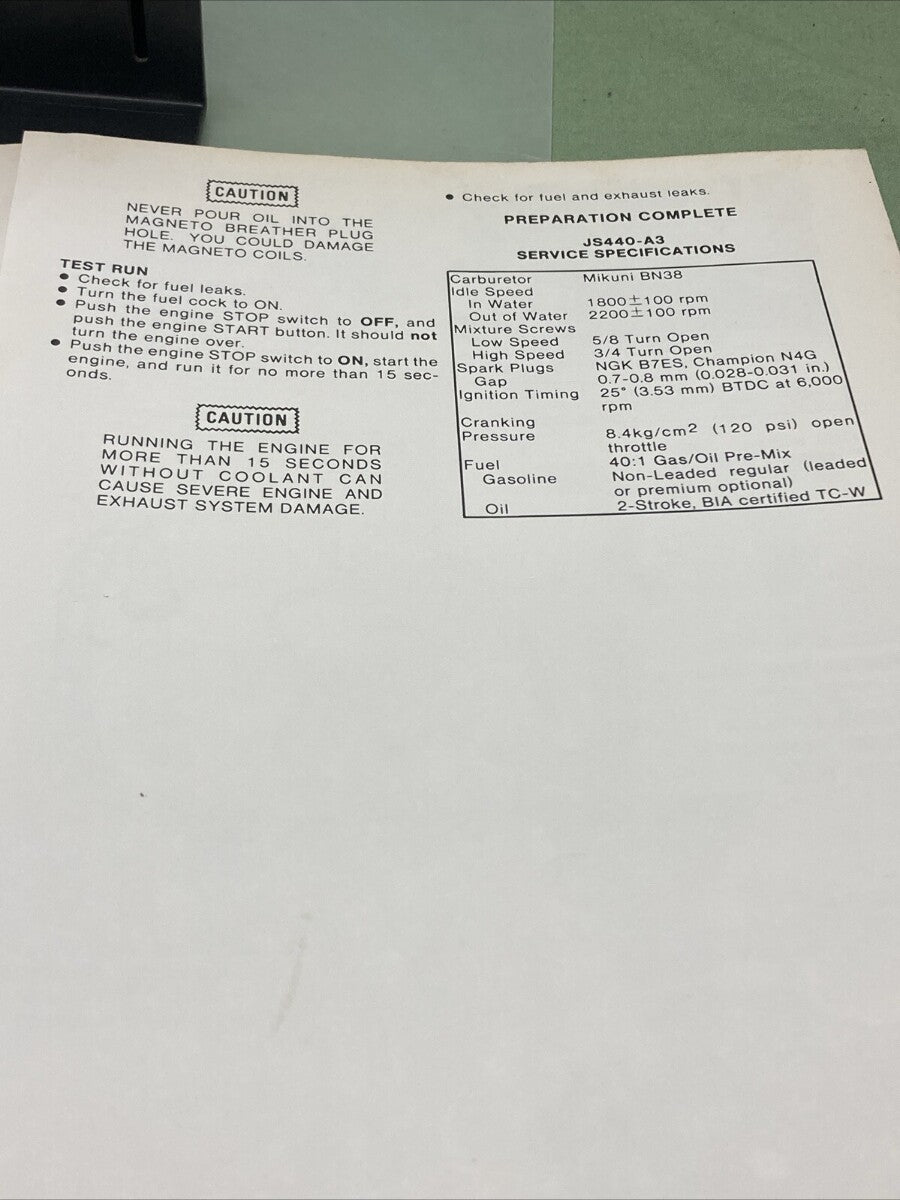 CAUTION
NEVER POUR OIL INTO THE
MAGNETO BREATHER PLUG
HOLE. YOU COULD DAMAGE
THE MAGNETO COILS.
TEST RUN
● Check for fuel leaks.
● Turn the fuel cock to ON.
● Push the engine STOP switch to OFF, and
push the engine START button. It should not
turn the engine over.
● Push the engine STOP switch to ON, start the
engine, and run it for no more than 15 sec-
onds.
CAUTION
RUNNING THE ENGINE FOR
MORE THAN 15 SECONDS
WITHOUT COOLANT CAN
CAUSE SEVERE ENGINE AND
EXHAUST SYSTEM DAMAGE.
● Check for fuel and exhaust leaks.
PREPARATION COMPLETE
JS440-A3
SERVICE SPECIFICATIONS
Carburetor Mikuni BN38
Idle Speed
In Water 1800±100 rpm
Out of Water 2200±100 rpm
Mixture Screws
Low Speed 5/8 Turn Open
High Speed 3/4 Turn Open
Spark Plugs NGK B7ES, Champion N4G
Gap 0.7-0.8 mm (0.028-0.031 in.)
Ignition Timing 25° (3.53 mm) BTDC at 6,000
rpm
Cranking
Pressure 8.4kg/cm2 (120 psi) open
throttle
Fuel 40:1 Gas/Oil Pre-Mix
Gasoline Non-Leaded regular (leaded
or premium optional)
Oil 2-Stroke, BIA certified TC-W